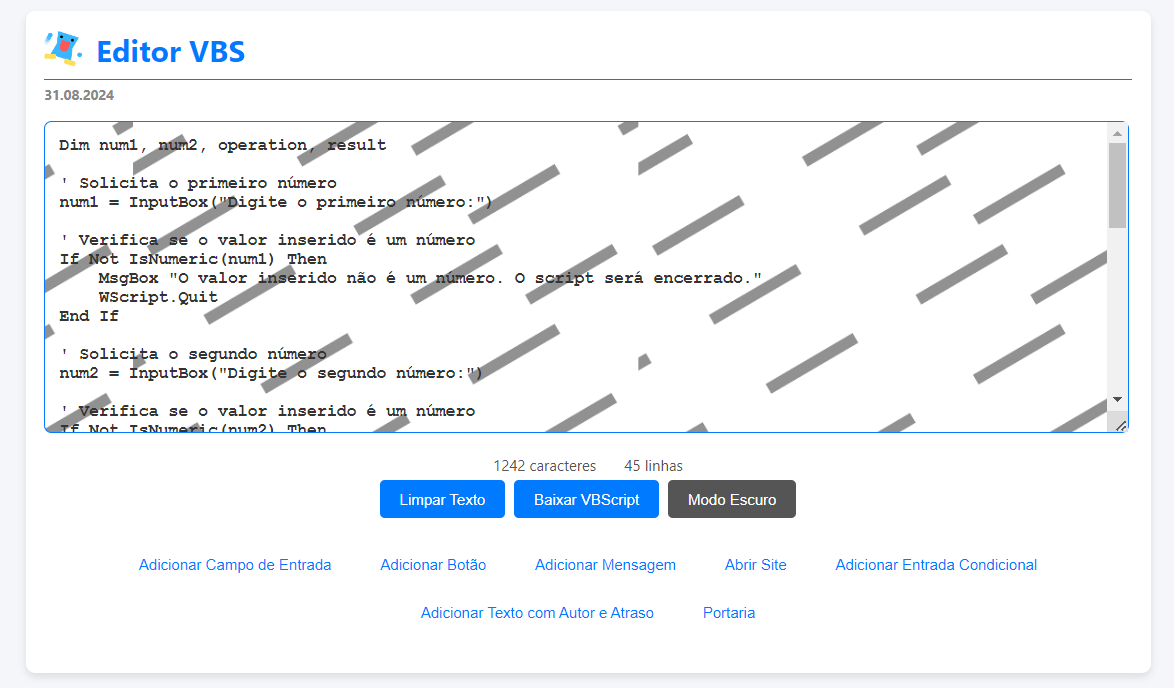 Editor VBS
31.08.2024
Dim num1, num2, operation, result
' Solicita o primeiro número
num1 = InputBox("Digite o primeiro número:")
' Verifica se o valor inserido é um número
If Not IsNumeric(num1) Then
    MsgBox "O valor inserido não é um número. O script será encerrado."
    WScript.Quit
End If
' Solicita o segundo número
num2 = InputBox("Digite o segundo número:")
' Verifica se o valor inserido é um número
If Not IsNumeric(num2) Then
1242 caracteres 45 linhas
Limpar Texto Baixar VBScript Modo Escuro
Adicionar Campo de Entrada Adicionar Botão Adicionar Mensagem Abrir Site Adicionar Entrada Condicional
Adicionar Texto com Autor e Atraso Portaria